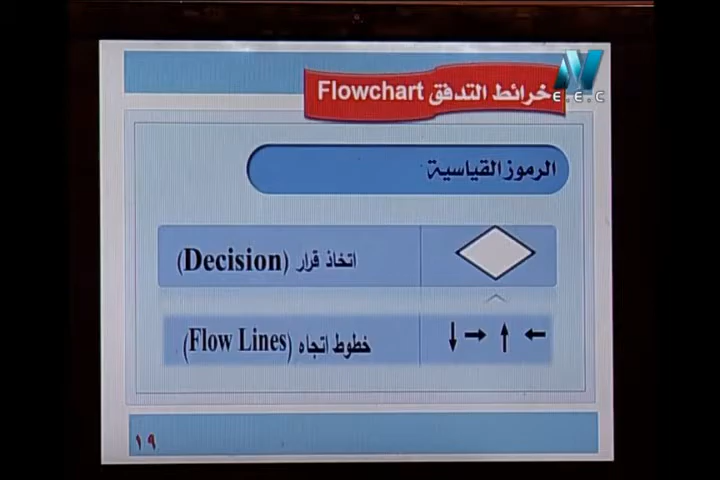 خرائط التدفق Flowchart
E.E.C
الرموز القياسية
اتخاذ قرار (Decision)
خطوط اتجاه (Flow Lines)
١٩